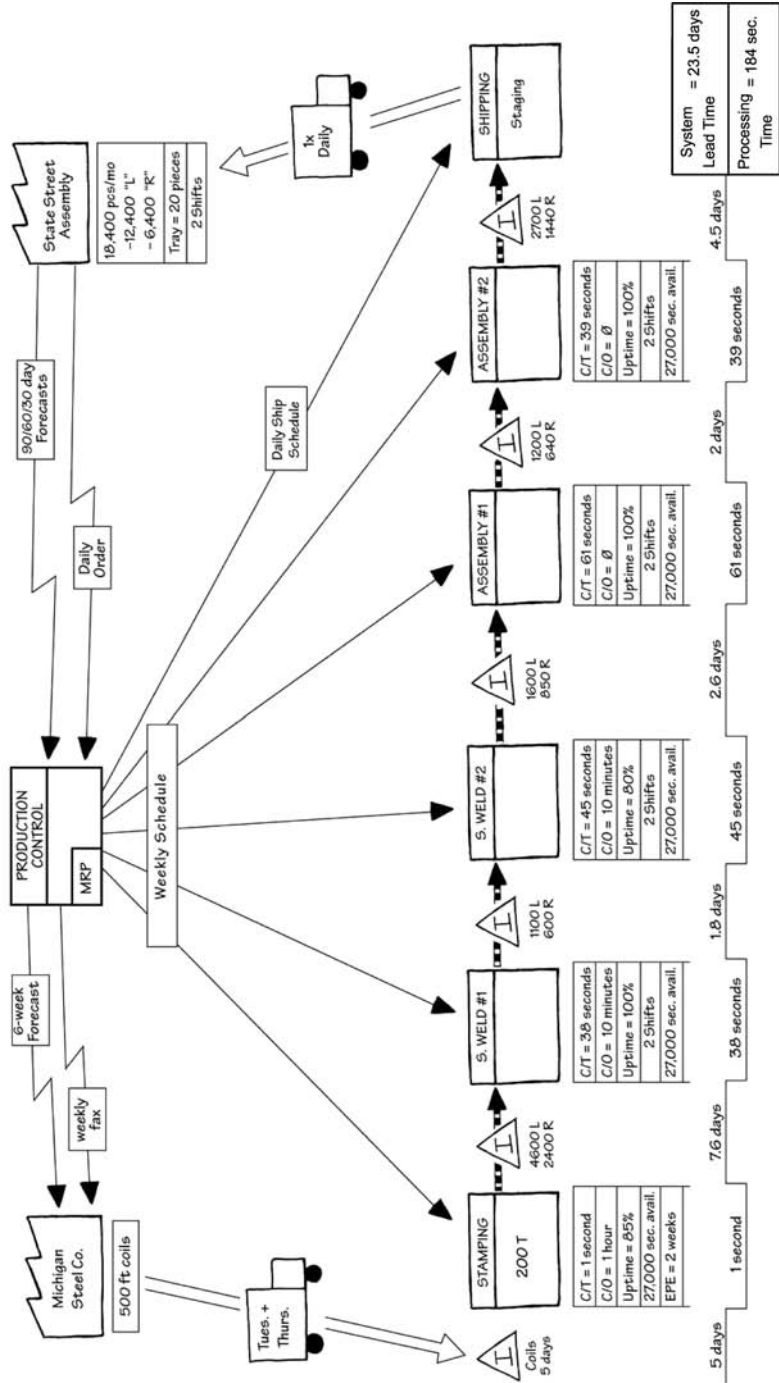 Michigan
Steel Co.
500 ft coils
6-week
Forecast
weekly
fax
PRODUCTION
CONTROL
MRP
90/60/30 day
Forecasts
Daily
Order
State Street
Assembly
18,400 pcs/mo
-12,400 "L"
- 6,400 "R"
Tray = 20 pieces
2 Shifts
Tues. +
Thurs.
Weekly Schedule
Daily Ship
Schedule
1x
Daily
I
Coils
5 days
STAMPING
200 T
I
4600 L
2400 R
S. WELD #1
I
1100 L
600 R
S. WELD #2
I
1600 L
850 R
ASSEMBLY #1
I
1200 L
640 R
ASSEMBLY #2
I
2700 L
1440 R
SHIPPING
Staging
C/T = 1 second
C/O = 1 hour
Uptime = 85%
27,000 sec. avail.
EPE = 2 weeks
C/T = 38 seconds
C/O = 10 minutes
Uptime = 100%
2 Shifts
27,000 sec. avail.
C/T = 45 seconds
C/O = 10 minutes
Uptime = 80%
2 Shifts
27,000 sec. avail.
C/T = 61 seconds
C/O = Ø
Uptime = 100%
2 Shifts
27,000 sec. avail.
C/T = 39 seconds
C/O = Ø
Uptime = 100%
2 Shifts
27,000 sec. avail.
5 days
1 second
7.6 days
38 seconds
1.8 days
45 seconds
2.6 days
61 seconds
2 days
39 seconds
4.5 days
System = 23.5 days
Lead Time
Processing = 184 sec.
Time